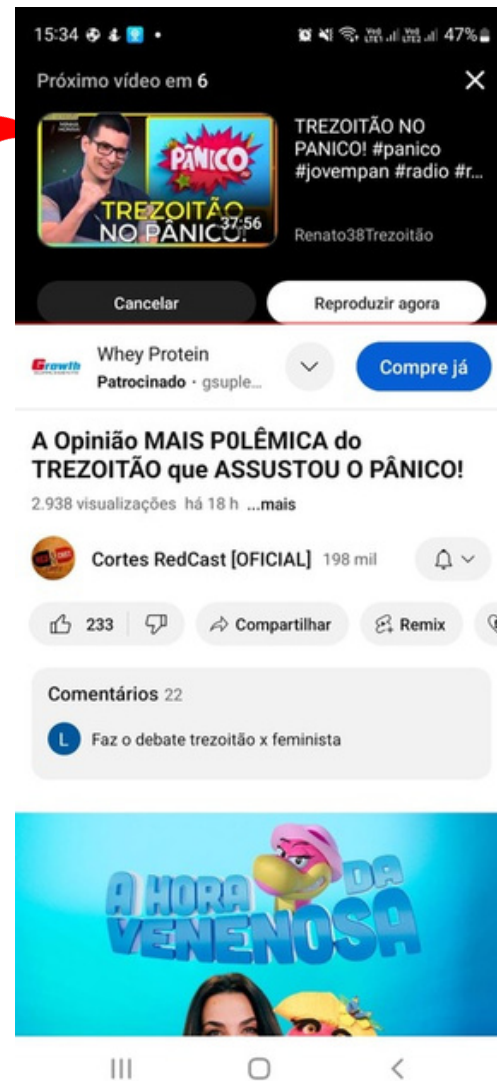 15:34
47%
Próximo vídeo em 6
PÂNICO
TREZOITÃO
NO PÂNICO!
37:56
TREZOITÃO NO
PANICO! #panico
#jovempan #radio #r...
Renato38Trezoitão
Cancelar
Reproduzir agora
Growth
Whey Protein
Patrocinado · gsuple...
Compre já
A Opinião MAIS P0LÊMICA do
TREZOITÃO que ASSUSTOU O PÂNICO!
2.938 visualizações há 18 h ...mais
Cortes RedCast [OFICIAL] 198 mil
233
Compartilhar
Remix
Comentários 22
L
Faz o debate trezoitão x feminista
A HORA DA
VENENOSA